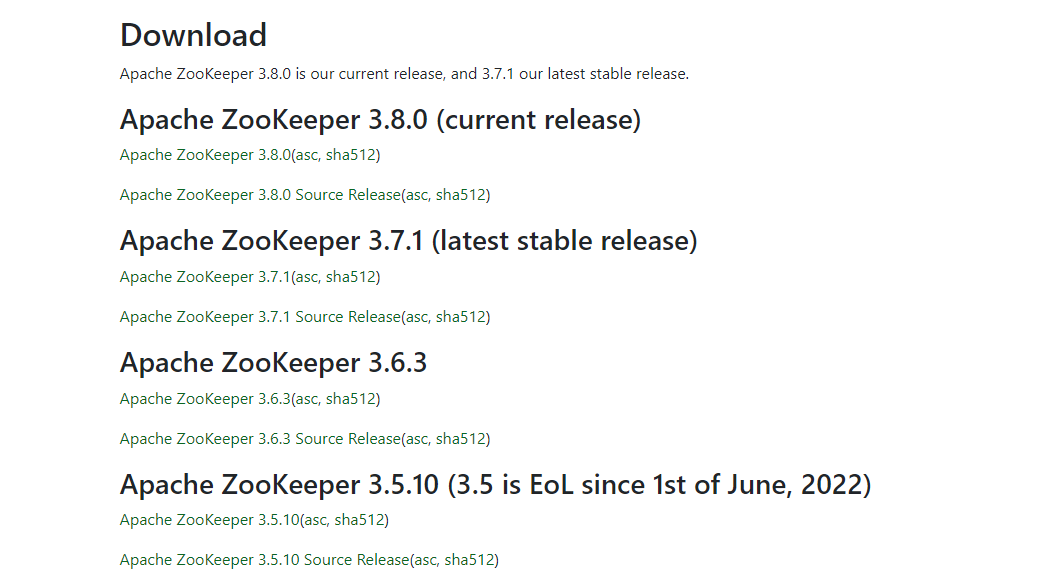 Download
Apache ZooKeeper 3.8.0 is our current release, and 3.7.1 our latest stable release.
Apache ZooKeeper 3.8.0 (current release)
Apache ZooKeeper 3.8.0(asc, sha512)
Apache ZooKeeper 3.8.0 Source Release(asc, sha512)
Apache ZooKeeper 3.7.1 (latest stable release)
Apache ZooKeeper 3.7.1(asc, sha512)
Apache ZooKeeper 3.7.1 Source Release(asc, sha512)
Apache ZooKeeper 3.6.3
Apache ZooKeeper 3.6.3(asc, sha512)
Apache ZooKeeper 3.6.3 Source Release(asc, sha512)
Apache ZooKeeper 3.5.10 (3.5 is EoL since 1st of June, 2022)
Apache ZooKeeper 3.5.10(asc, sha512)
Apache ZooKeeper 3.5.10 Source Release(asc, sha512)